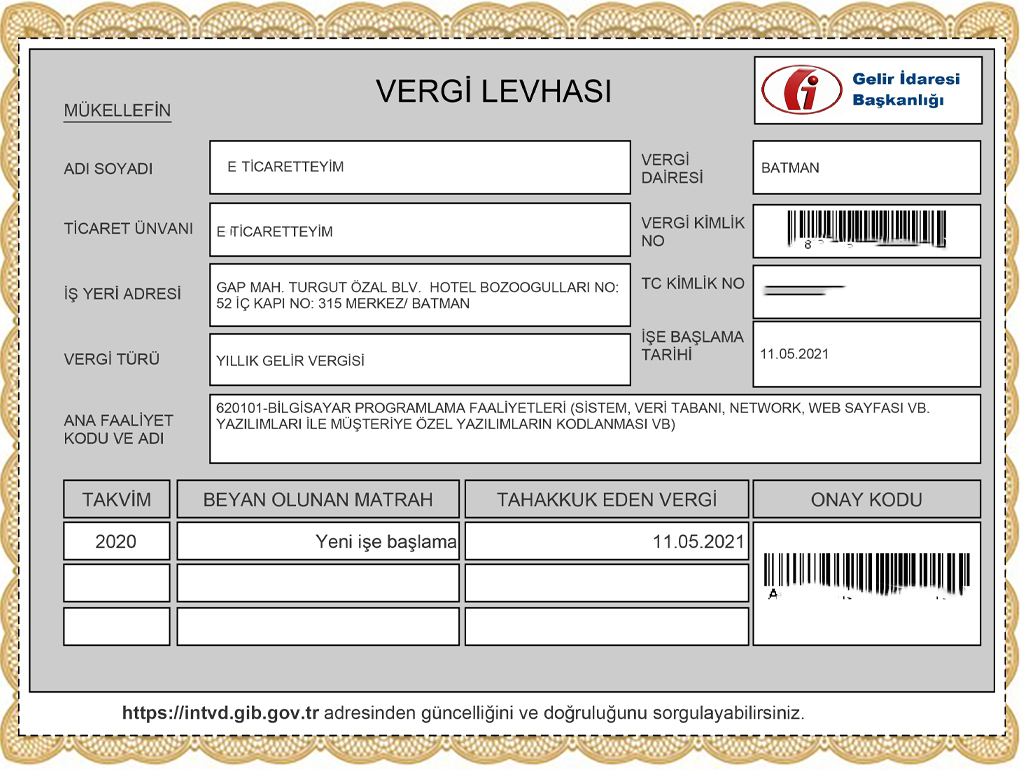 VERGİ LEVHASI
Gelir İdaresi
Başkanlığı
MÜKELLEFİN
ADI SOYADI
E TİCARETTEYİM
VERGİ
DAİRESİ
BATMAN
TİCARET ÜNVANI
E TİCARETTEYİM
VERGİ KİMLİK
NO
İŞ YERİ ADRESİ
GAP MAH. TURGUT ÖZAL BLV. HOTEL BOZOOGULLARI NO:
52 İÇ KAPI NO: 315 MERKEZ/ BATMAN
TC KİMLİK NO
VERGİ TÜRÜ
YILLIK GELİR VERGİSİ
İŞE BAŞLAMA
TARİHİ
11.05.2021
ANA FAALİYET
KODU VE ADI
620101-BİLGİSAYAR PROGRAMLAMA FAALİYETLERİ (SİSTEM, VERİ TABANI, NETWORK, WEB SAYFASI VB.
YAZILIMLARI İLE MÜŞTERİYE ÖZEL YAZILIMLARIN KODLANMASI VB)
TAKVİM
BEYAN OLUNAN MATRAH
TAHAKKUK EDEN VERGİ
ONAY KODU
2020
Yeni işe başlama
11.05.2021
https://intvd.gib.gov.tr adresinden güncelliğini ve doğruluğunu sorgulayabilirsiniz.